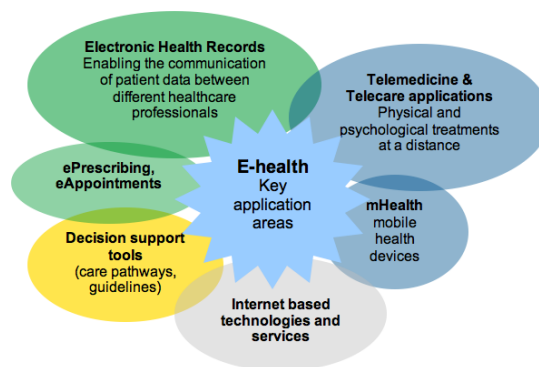 Electronic Health Records
Enabling the communication
of patient data between
different healthcare
professionals
Telemedicine &
Telecare applications
Physical and
psychological treatments
at a distance
E-health
Key
application
areas
ePrescribing,
eAppointments
mHealth
mobile
health
devices
Decision support
tools
(care pathways,
guidelines)
Internet based
technologies and
services